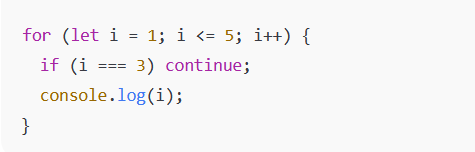 for (let i = 1; i <= 5; i++) {
  if (i === 3) continue;
  console.log(i);
}